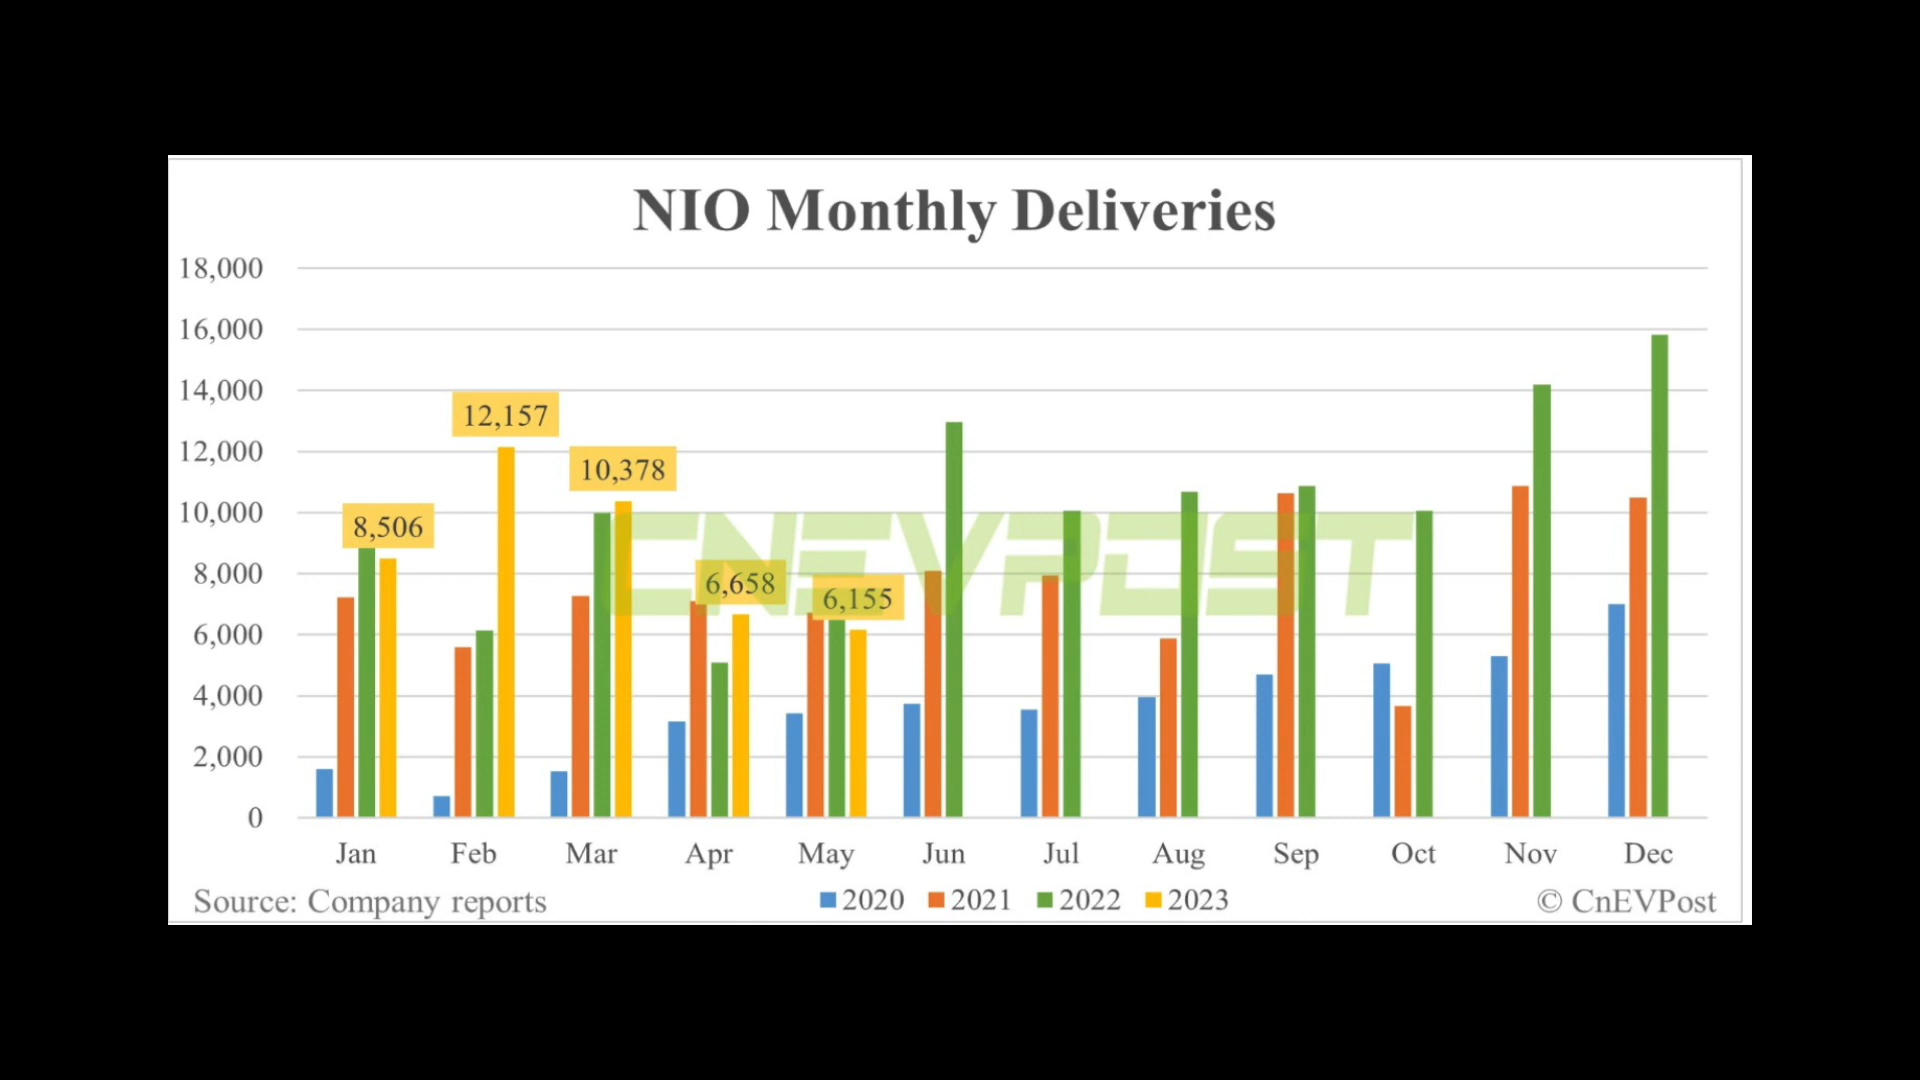 NIO Monthly Deliveries
18,000
16,000
14,000
12,000
10,000
8,000
6,000
4,000
2,000
0
8,506
12,157
10,378
6,658
6,155
CNEVPOST
Jan Feb Mar Apr May Jun Jul Aug Sep Oct Nov Dec
Source: Company reports
2020 2021 2022 2023
© CnEVPost